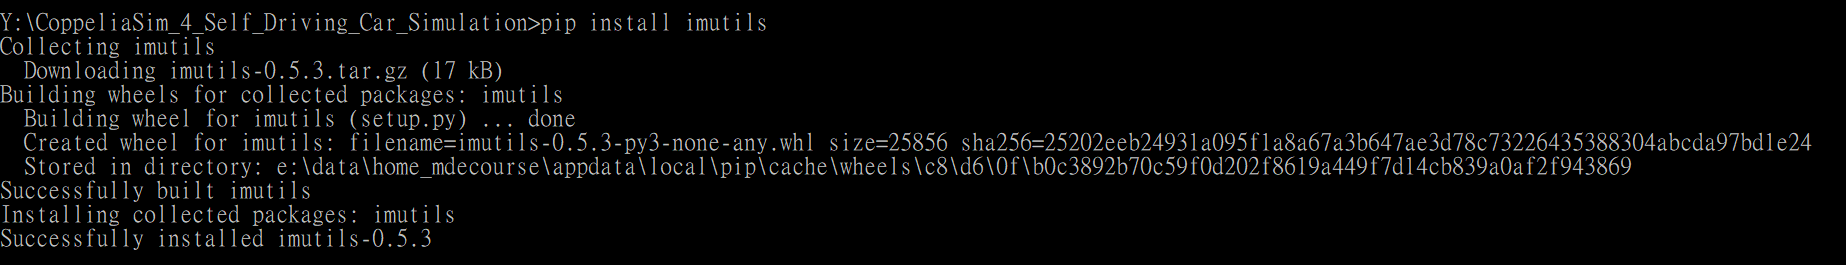 Y:\CoppeliaSim_4_Self_Driving_Car_Simulation>pip install imutils
Collecting imutils
  Downloading imutils-0.5.3.tar.gz (17 kB)
Building wheels for collected packages: imutils
  Building wheel for imutils (setup.py) ... done
  Created wheel for imutils: filename=imutils-0.5.3-py3-none-any.whl size=25856 sha256=25202eeb24931a095f1a8a67a3b647ae3d78c73226435388304abcda97bd1e24
  Stored in directory: e:\data\home_mdecourse\appdata\local\pip\cache\wheels\c8\d6\0f\b0c3892b70c59f0d202f8619a449f7d14cb839a0af2f943869
Successfully built imutils
Installing collected packages: imutils
Successfully installed imutils-0.5.3